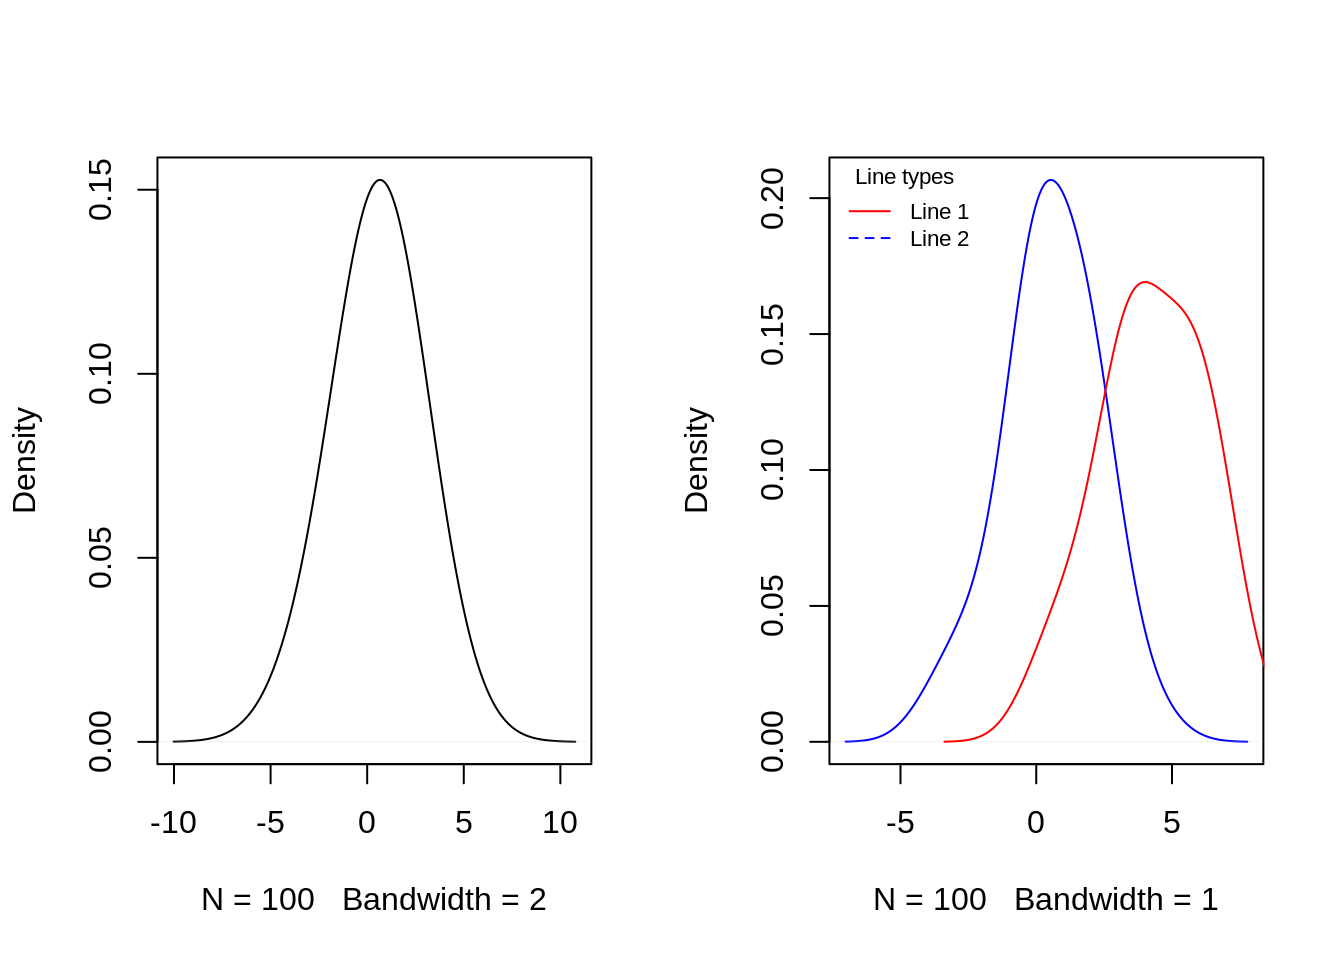 Density
0.15
0.10
0.05
0.00
-10 -5 0 5 10
N = 100 Bandwidth = 2
Density
0.20
0.15
0.10
0.05
0.00
Line types
Line 1
Line 2
-5 0 5
N = 100 Bandwidth = 1